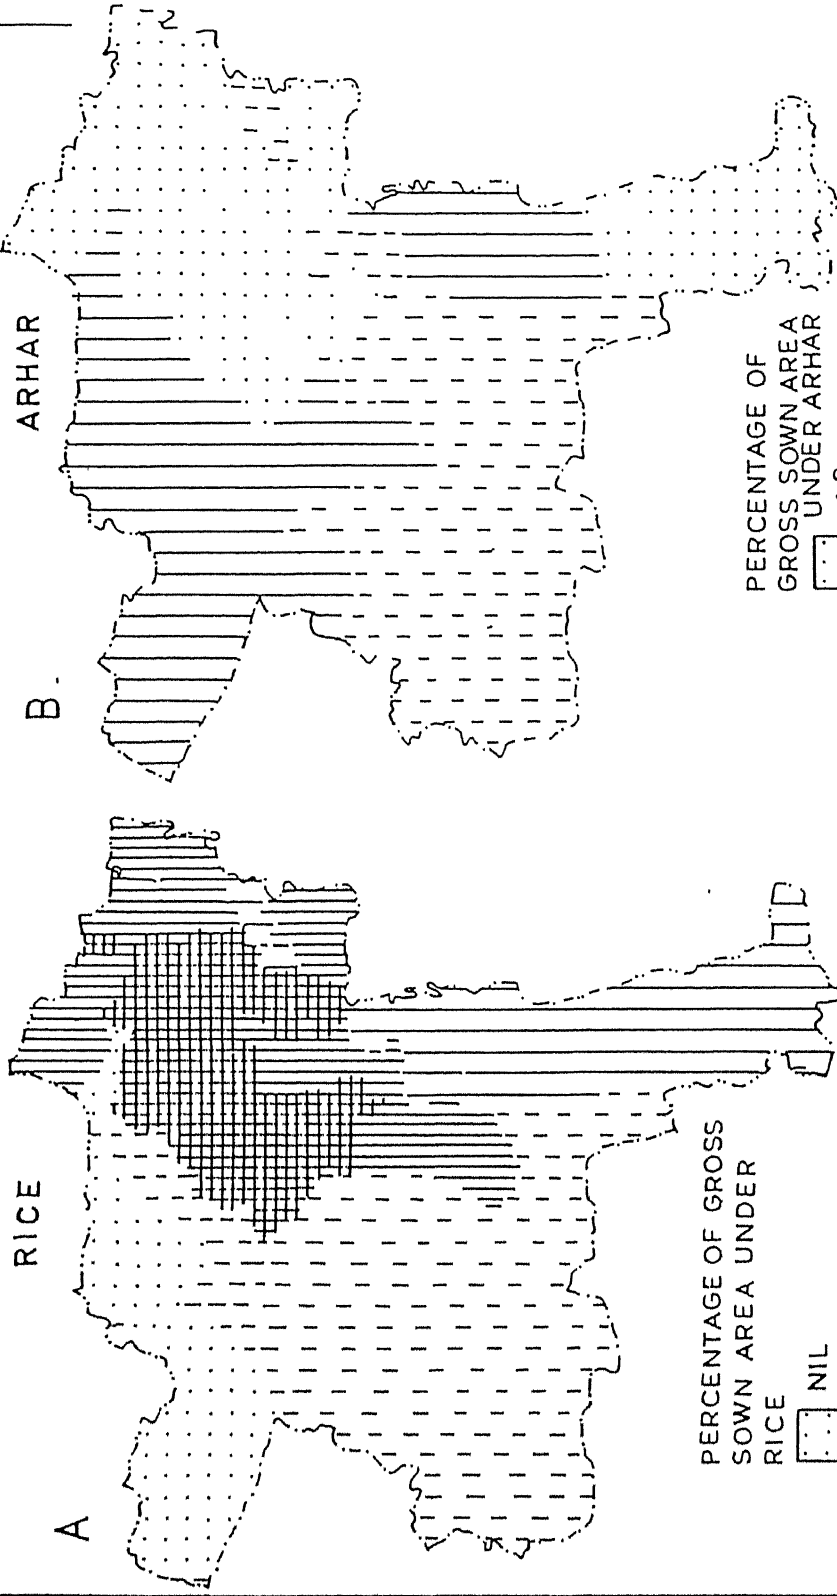 A
RICE
PERCENTAGE OF GROSS
SOWN AREA UNDER
RICE
NIL
B
ARHAR
PERCENTAGE OF
GROSS SOWN AREA
UNDER ARHAR